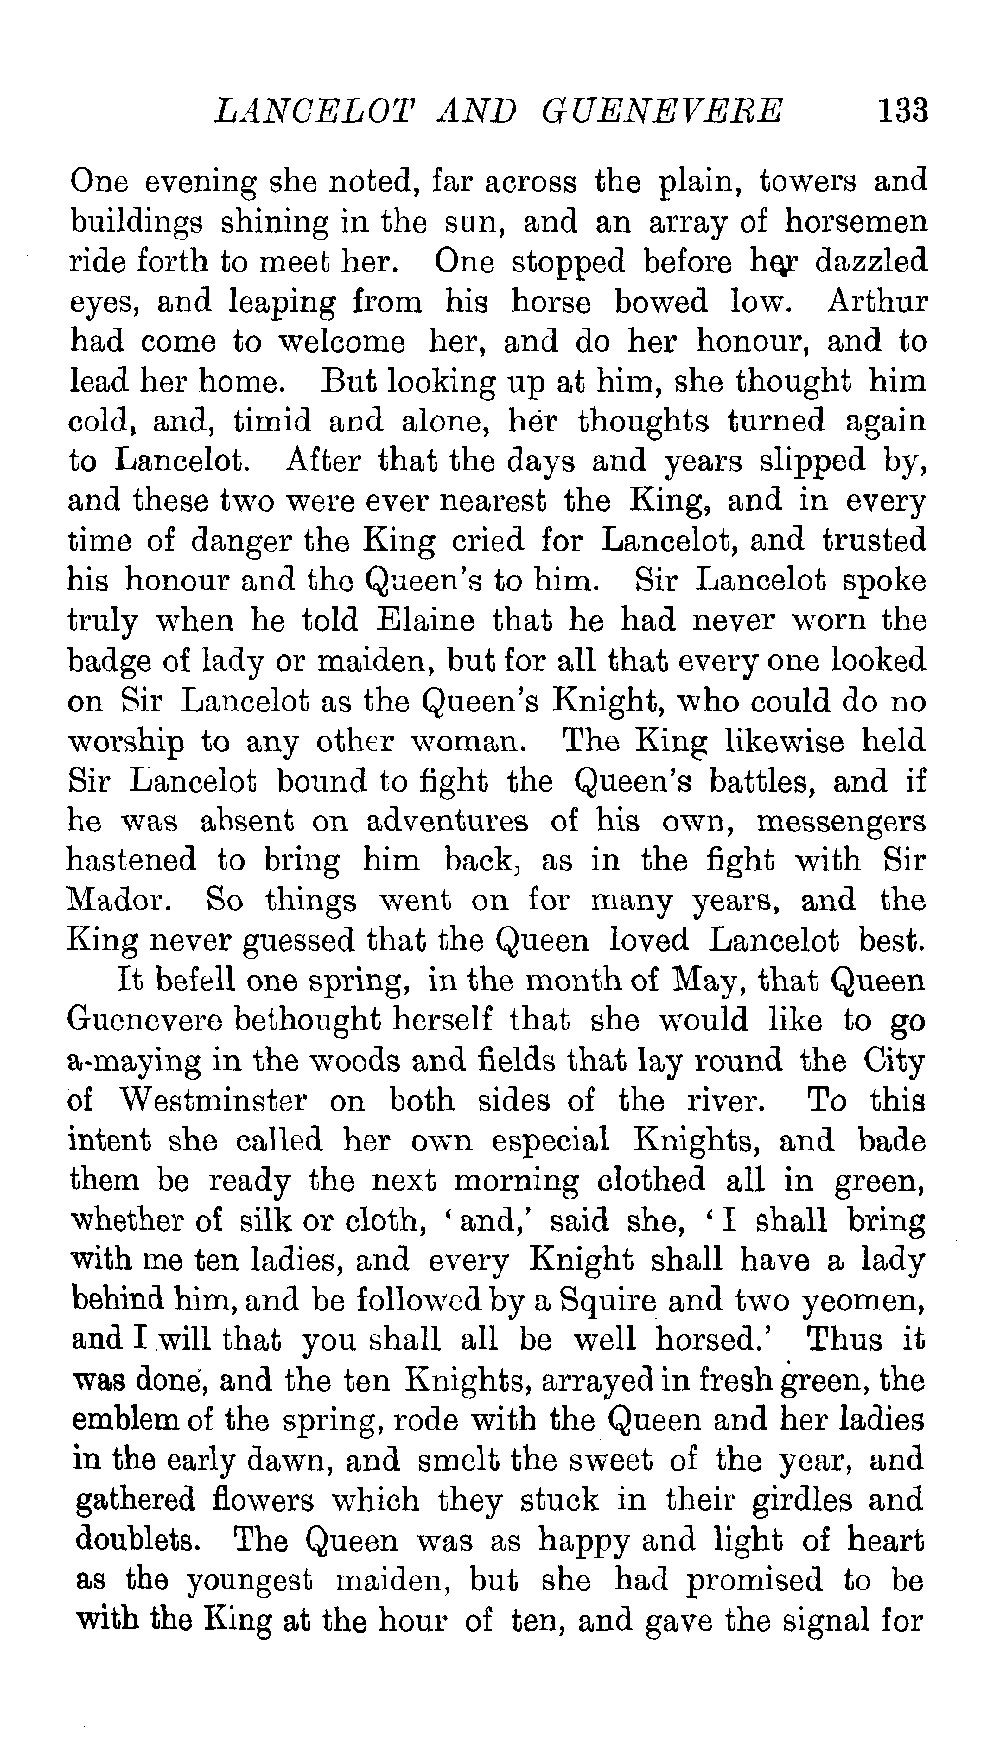 LANCELOT AND GUENEVERE 133
One evening she noted, far across the plain, towers and
buildings shining in the sun, and an array of horsemen
ride forth to meet her. One stopped before her dazzled
eyes, and leaping from his horse bowed low. Arthur
had come to welcome her, and do her honour, and to
lead her home. But looking up at him, she thought him
cold, and, timid and alone, her thoughts turned again
to Lancelot. After that the days and years slipped by,
and these two were ever nearest the King, and in every
time of danger the King cried for Lancelot, and trusted
his honour and the Queen's to him. Sir Lancelot spoke
truly when he told Elaine that he had never worn the
badge of lady or maiden, but for all that every one looked
on Sir Lancelot as the Queen's Knight, who could do no
worship to any other woman. The King likewise held
Sir Lancelot bound to fight the Queen's battles, and if
he was absent on adventures of his own, messengers
hastened to bring him back, as in the fight with Sir
Mador. So things went on for many years, and the
King never guessed that the Queen loved Lancelot best.
It befell one spring, in the month of May, that Queen
Guenevere bethought herself that she would like to go
a-maying in the woods and fields that lay round the City
of Westminster on both sides of the river. To this
intent she called her own especial Knights, and bade
them be ready the next morning clothed all in green,
whether of silk or cloth, ‘and,’ said she, ‘I shall bring
with me ten ladies, and every Knight shall have a lady
behind him, and be followed by a Squire and two yeomen,
and I will that you shall all be well horsed.’ Thus it
was done, and the ten Knights, arrayed in fresh green, the
emblem of the spring, rode with the Queen and her ladies
in the early dawn, and smelt the sweet of the year, and
gathered flowers which they stuck in their girdles and
doublets. The Queen was as happy and light of heart
as the youngest maiden, but she had promised to be
with the King at the hour of ten, and gave the signal for